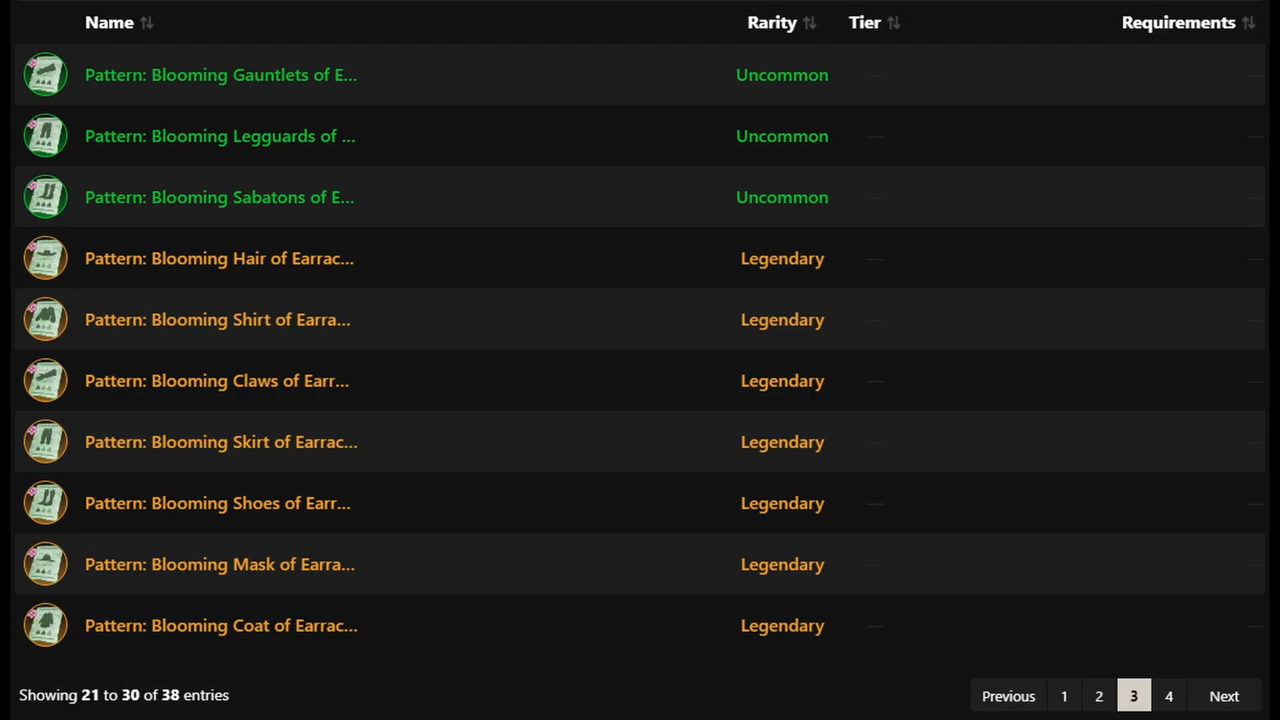 Name Rarity Tier Requirements
Pattern: Blooming Gauntlets of E... Uncommon
Pattern: Blooming Legguards of ... Uncommon
Pattern: Blooming Sabatons of E... Uncommon
Pattern: Blooming Hair of Earrac... Legendary
Pattern: Blooming Shirt of Earra... Legendary
Pattern: Blooming Claws of Earr... Legendary
Pattern: Blooming Skirt of Earrac... Legendary
Pattern: Blooming Shoes of Earr... Legendary
Pattern: Blooming Mask of Earra... Legendary
Pattern: Blooming Coat of Earrac... Legendary
Showing 21 to 30 of 38 entries Previous 1 2 3 4 Next